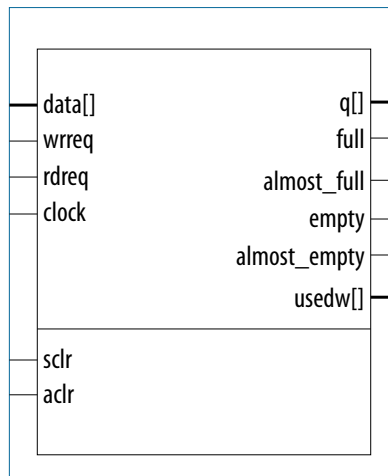 data[]
wrreq
rdreq
clock
q[]
full
almost_full
empty
almost_empty
usedw[]
sclr
aclr